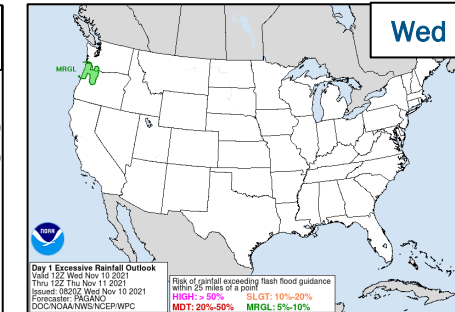 Wed
MRGL
NOAA
Day 1 Excessive Rainfall Outlook
Valid 12Z Wed Nov 10 2021
Thru 12Z Thu Nov 11 2021
Issued: 0820Z Wed Nov 10 2021
Forecaster: PAGANO
DOC/NOAA/NWS/NCEP/WPC
Risk of rainfall exceeding flash flood guidance
within 25 miles of a point
HIGH: > 50% SLGT: 10%-20%
MDT: 20%-50% MRGL: 5%-10%